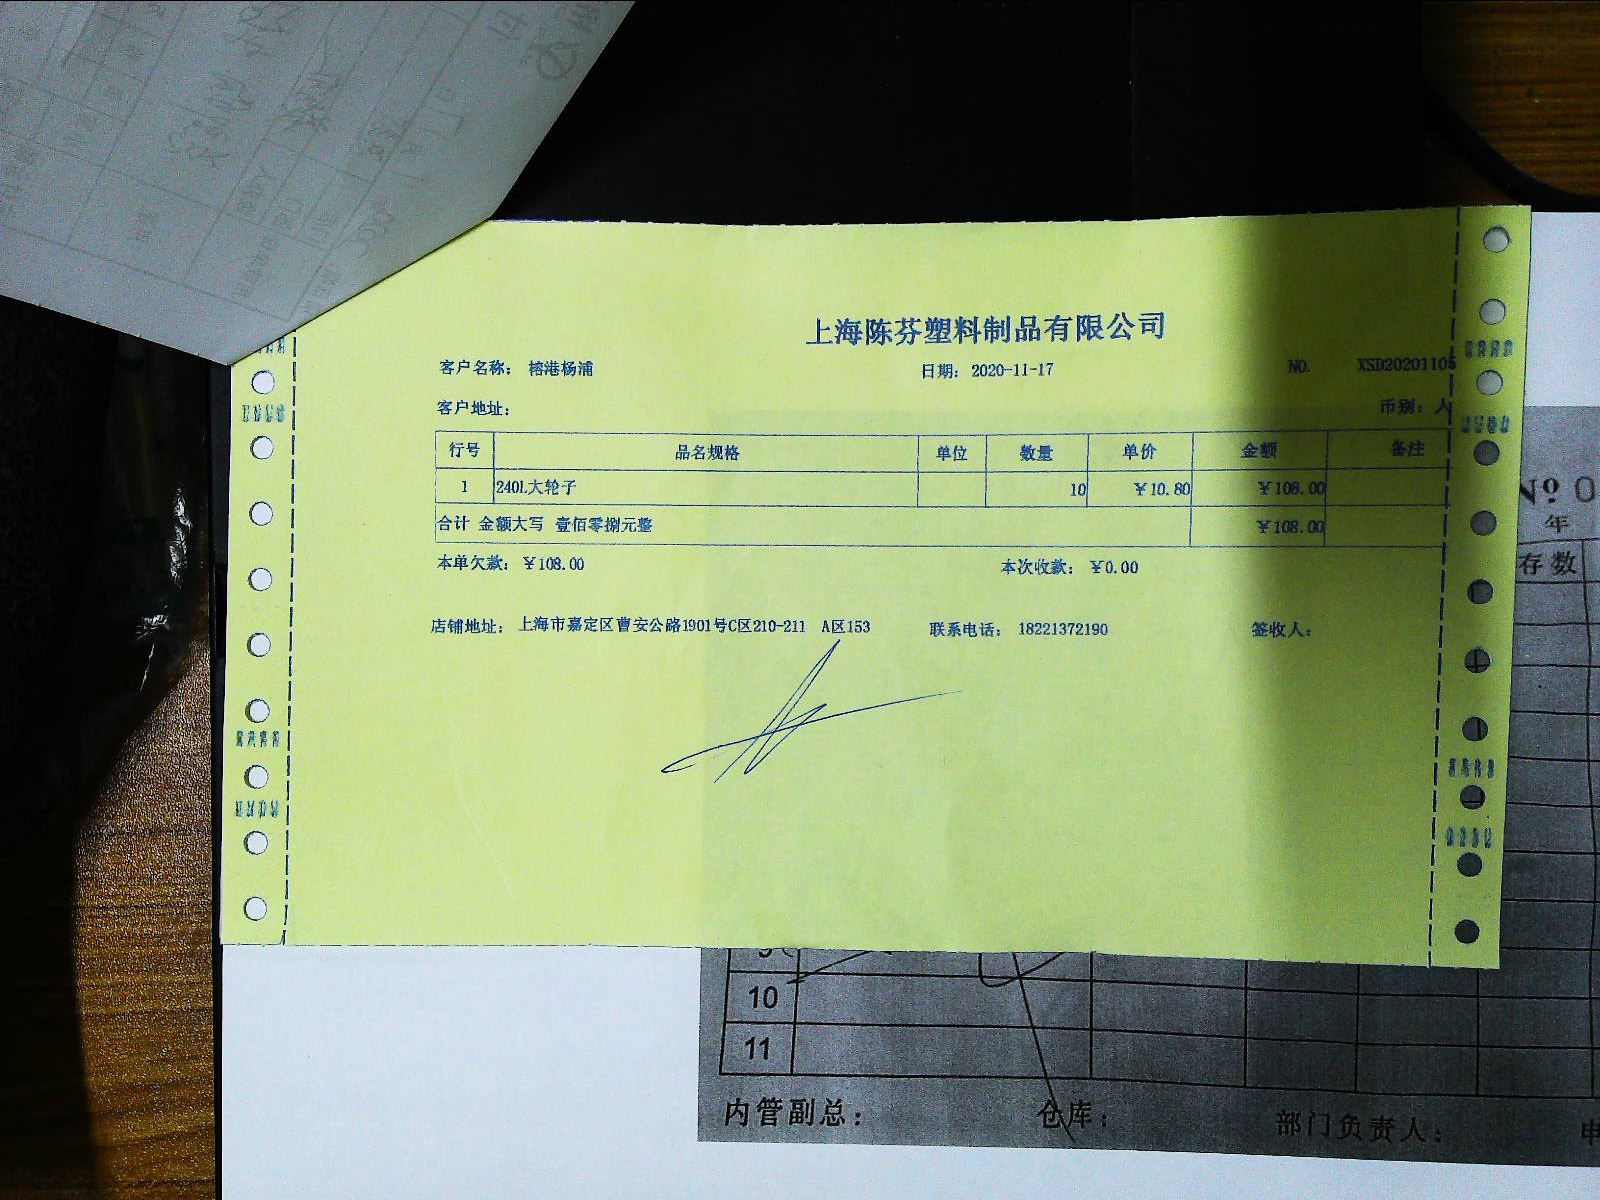 上海陈芬塑料制品有限公司
客户名称： 榕港杨浦 日期：2020-11-17 NO. XSD2020110
客户地址： 币别：人
行号 品名规格 单位 数量 单价 金额 备注
1 240L大轮子 10 ￥10.80 ￥108.00
合计 金额大写 壹佰零捌元整 ￥108.00
本单欠款：￥108.00 本次收款：￥0.00
店铺地址： 上海市嘉定区曹安公路1901号C区210-211 A区153 联系电话： 18221372190 签收人：
Nº 0
年
存数
10
11
内管副总： 仓库： 部门负责人：